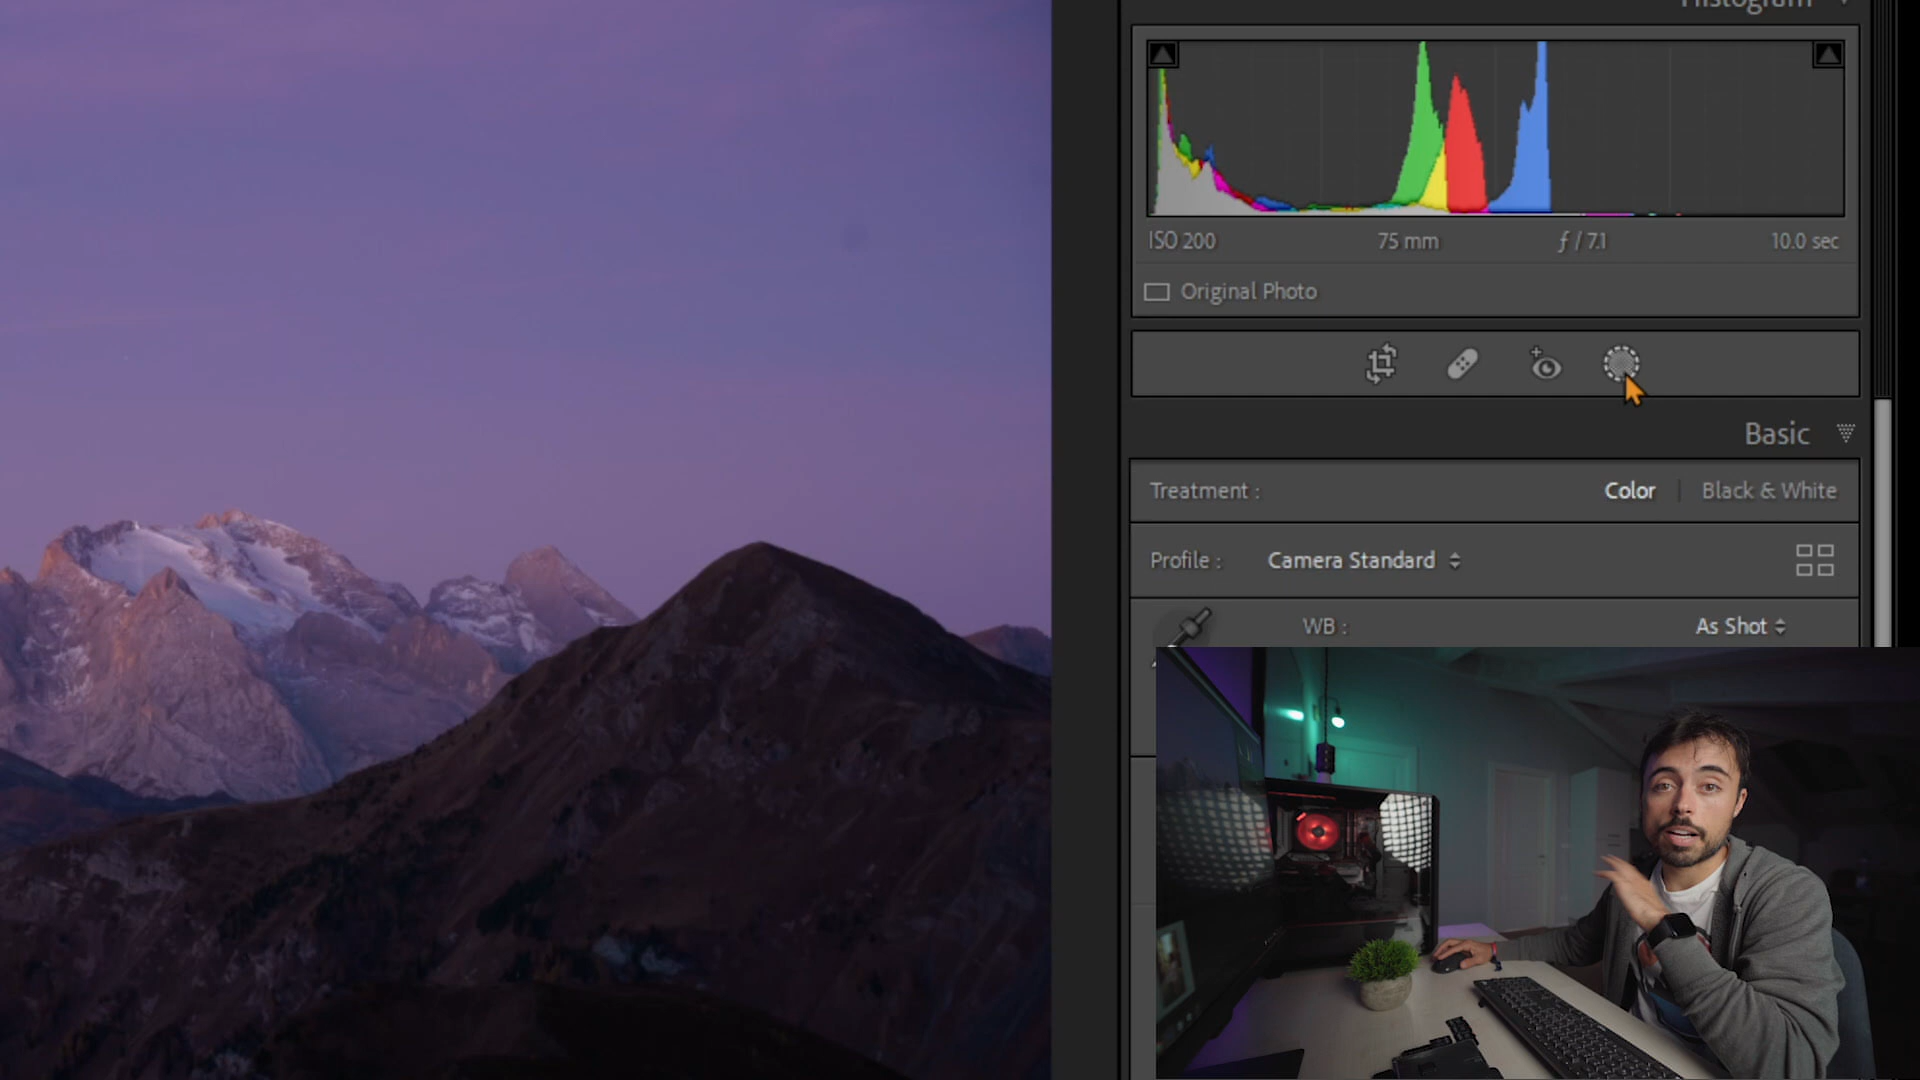 Histogram
ISO 200 75 mm ƒ / 7.1 10.0 sec
Original Photo
Basic
Treatment : Color Black & White
Profile : Camera Standard
WB : As Shot